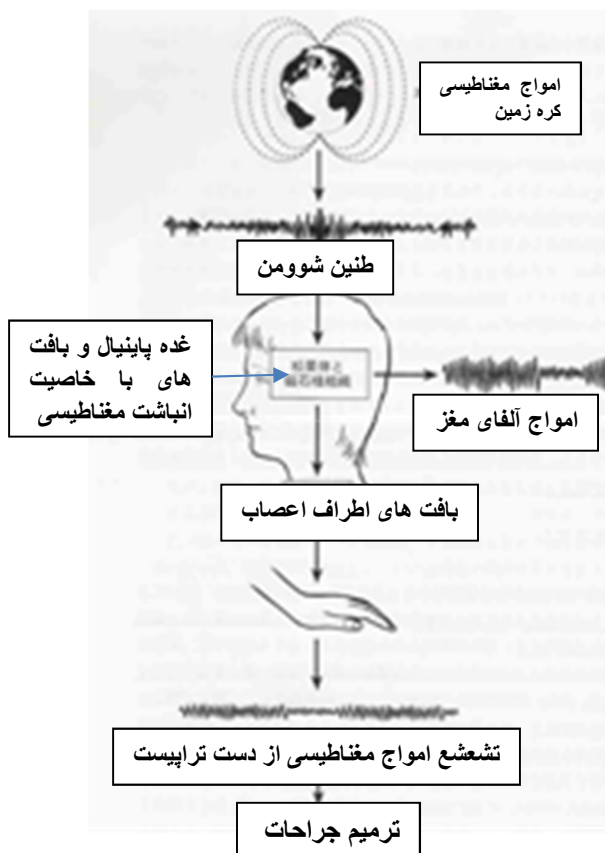 امواج مغناطیسی
کره زمین
طنین شوومن
غده پاینیال و بافت
های با خاصیت
انباشت مغناطیسی
امواج آلفای مغز
بافت های اطراف اعصاب
تشعشع امواج مغناطیسی از دست تراپیست
ترمیم جراحات